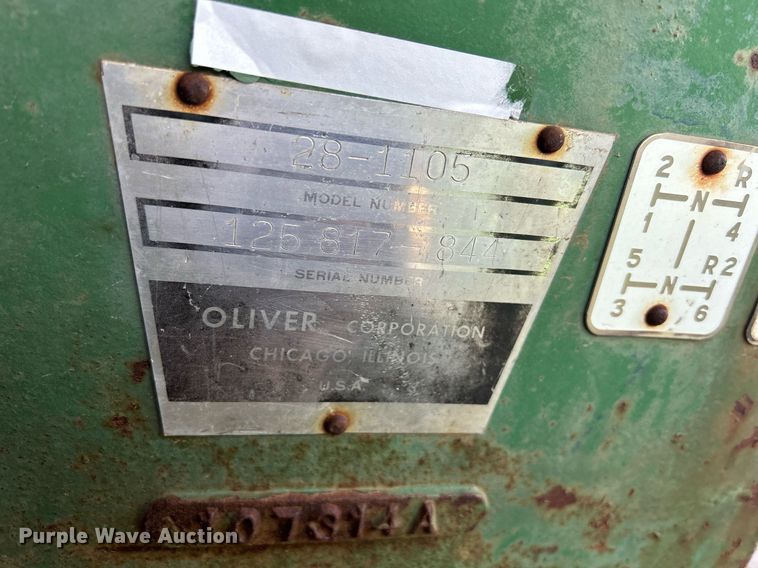 28-1105
MODEL NUMBER
125 817-844
SERIAL NUMBER
OLIVER CORPORATION
CHICAGO, ILLINOIS
U.S.A.
2 R
N
1 4
5 R2
N
3 6
Purple Wave Auction